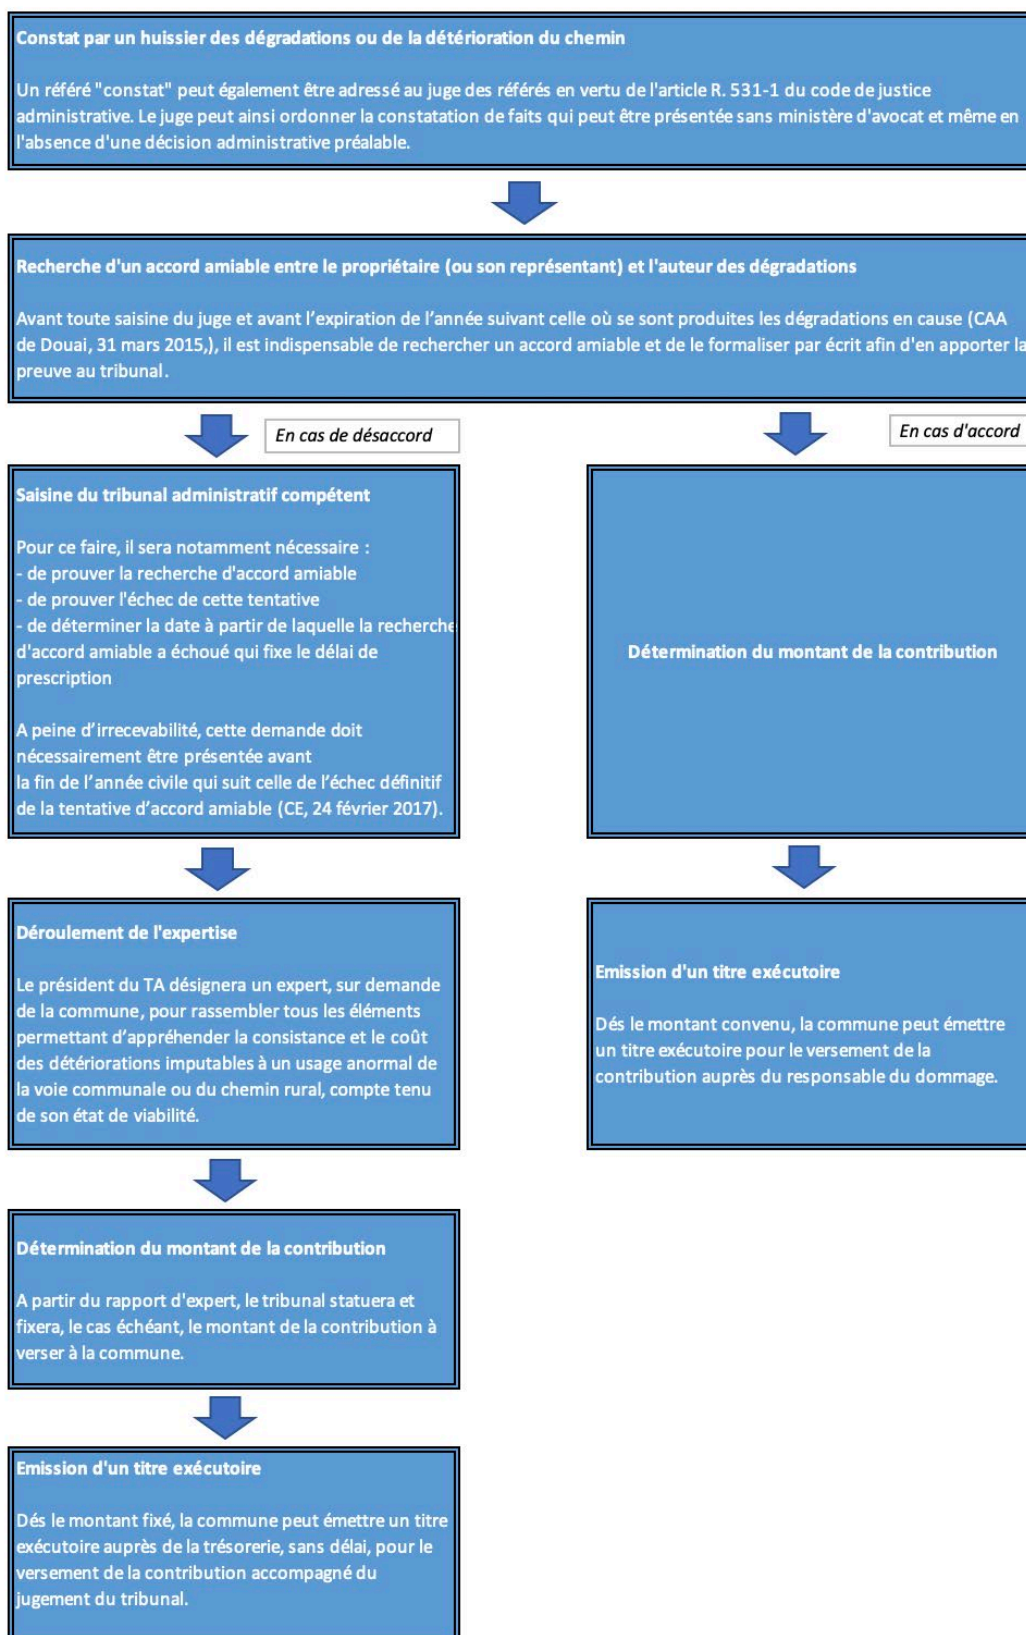 Constat par un huissier des dégradations ou de la détérioration du chemin
Un référé "constat" peut également être adressé au juge des référés en vertu de l'article R. 531-1 du code de justice
administrative. Le juge peut ainsi ordonner la constatation de faits qui peut être présentée sans ministère d'avocat et même en
l'absence d'une décision administrative préalable.
Recherche d'un accord amiable entre le propriétaire (ou son représentant) et l'auteur des dégradations
Avant toute saisine du juge et avant l’expiration de l’année suivant celle où se sont produites les dégradations en cause (CAA
de Douai, 31 mars 2015,), il est indispensable de rechercher un accord amiable et de le formaliser par écrit afin d'en apporter la
preuve au tribunal.
En cas de désaccord
En cas d'accord
Saisine du tribunal administratif compétent
Pour ce faire, il sera notamment nécessaire :
- de prouver la recherche d'accord amiable
- de prouver l'échec de cette tentative
- de déterminer la date à partir de laquelle la recherche
d'accord amiable a échoué qui fixe le délai de
prescription
A peine d’irrecevabilité, cette demande doit
nécessairement être présentée avant
la fin de l’année civile qui suit celle de l’échec définitif
de la tentative d’accord amiable (CE, 24 février 2017).
Détermination du montant de la contribution
Déroulement de l'expertise
Le président du TA désignera un expert, sur demande
de la commune, pour rassembler tous les éléments
permettant d’appréhender la consistance et le coût
des détériorations imputables à un usage anormal de
la voie communale ou du chemin rural, compte tenu
de son état de viabilité.
Emission d'un titre exécutoire
Dés le montant convenu, la commune peut émettre
un titre exécutoire pour le versement de la
contribution auprès du responsable du dommage.
Détermination du montant de la contribution
A partir du rapport d'expert, le tribunal statuera et
fixera, le cas échéant, le montant de la contribution à
verser à la commune.
Emission d'un titre exécutoire
Dés le montant fixé, la commune peut émettre un titre
exécutoire auprès de la trésorerie, sans délai, pour le
versement de la contribution accompagné du
jugement du tribunal.